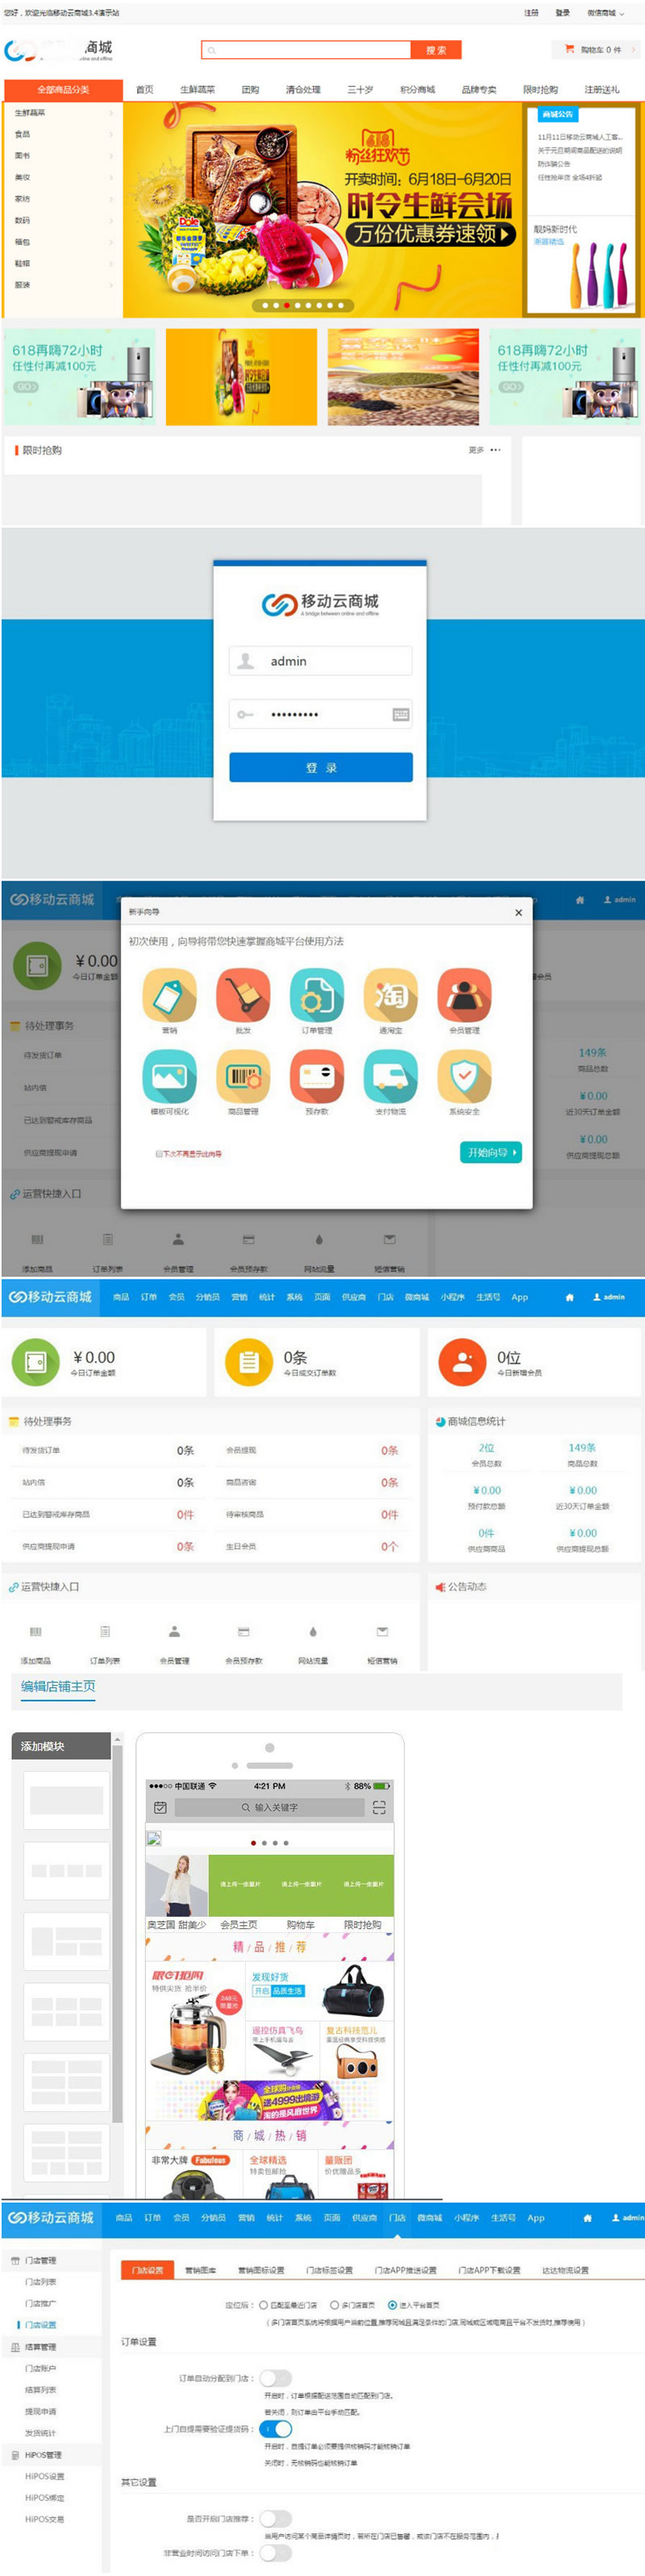 您好，欢迎光临移动云商城3.4演示站
注册 登录 微信商城
商城
搜索
购物车 0 件
全部商品分类 首页 生鲜蔬菜 团购 清仓处理 三十岁 积分商城 品牌专卖 限时抢购 注册送礼
生鲜蔬菜
食品
图书
美妆
家纺
数码
箱包
鞋帽
服装
粉丝狂欢节
开卖时间：6月18日–6月20日
时令生鲜会场
万份优惠券速领
Dole
商城公告
11月11日移动云商城人工客...
关于元旦期间商品配送的说明
防诈骗公告
任性抢年货 全场4折起
靓妈新时代
潮器精选
618再嗨72小时
任性付再减100元
GO
618再嗨72小时
任性付再减100元
GO
限时抢购
更多
移动云商城
A bridge between online and offline
admin
登 录
移动云商城
admin
新手向导
初次使用，向导将带您快速掌握商城平台使用方法
营销 批发 订单管理 通淘宝 会员管理
淘
模板可视化 商品管理 预存款 支付物流 系统安全
下次不再显示此向导
开始向导
¥0.00
今日订单金额
待处理事务
待发货订单
站内信
已达到警戒库存商品
供应商提现申请
149条
商品总数
¥0.00
近30天订单金额
¥0.00
供应商提现总额
运营快捷入口
添加商品 订单列表 会员管理 会员预存款 网站流量 短信营销
移动云商城 商品 订单 会员 分销员 营销 统计 系统 页面 供应商 门店 微商城 小程序 生活号 App admin
¥0.00
今日订单金额
0条
今日成交订单数
0位
今日新增会员
待处理事务
待发货订单 0条 会员提现 0条
站内信 0条 商品咨询 0条
已达到警戒库存商品 0件 待审核商品 0件
供应商提现申请 0条 生日会员 0个
商城信息统计
2位 149条
会员总数 商品总数
¥0.00 ¥0.00
预付款总额 近30天订单金额
0件 ¥0.00
供应商商品 供应商提现总额
运营快捷入口
公告动态
添加商品 订单列表 会员管理 会员预存款 网站流量 短信营销
编辑店铺主页
添加模块
中国联通 4:21 PM 88%
输入关键字
请上传一张图片 请上传一张图片 请上传一张图片
奥芝国 甜美少 会员主页 购物车 限时抢购
精 / 品 / 推 / 荐
限时1抢购
特供尖货 抢半价
248元
发现好货
开启 品质生活
遥控仿真飞鸟
复古科技范儿
全球购
送4999出境游
商 / 城 / 热 / 销
非常大牌 Fabulous
全球精选
特卖包邮抢
量贩团
价优赠品多
移动云商城 商品 订单 会员 分销员 营销 统计 系统 页面 供应商 门店 微商城 小程序 生活号 App admin
门店管理
门店列表
门店推广
门店设置
结算管理
门店账户
结算列表
提现申请
发货统计
HiPOS管理
HiPOS设置
HiPOS绑定
HiPOS交易
门店设置 营销图库 营销图标设置 门店标签设置 门店APP推送设置 门店APP下载设置 达达物流设置
定位后： 匹配至最近门店 多门店首页 进入平台首页
（多门店首页系统将根据用户当前位置,推荐同城且满足条件的门店,同城或区域电商且平台不发货时,推荐使用）
订单设置
订单自动分配到门店：
开启时，订单根据配送范围自动匹配到门店。
若关闭，则订单由平台手动匹配。
上门自提需要验证提货码：
开启时，自提订单必须要提供核销码才能核销订单
关闭时，无核销码也能核销订单
其它设置
是否开启门店推荐：
当用户访问某个商品详情页时，若所在门店已售罄，或该门店不在服务范围内，
非营业时间访问门店下单：